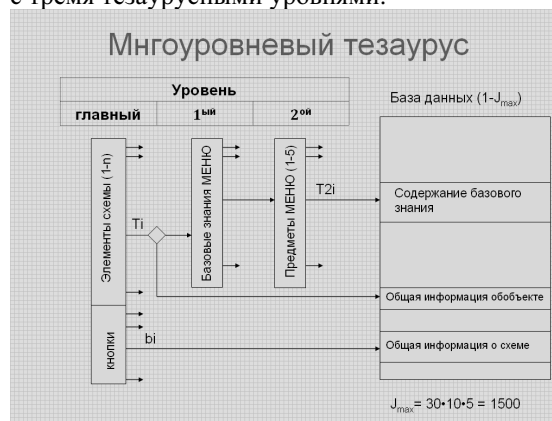 с тремя тезаурусными уровнями.
Мнгоуровневый тезаурус
Уровень
главный 1ый 2ой
База данных (1-Jmax)
Элементы схемы (1-n)
Базовые знания МЕНЮ
Предметы МЕНЮ (1-5)
Ti
T2i
Содержание базового
знания
Общая информация обобъекте
кнопки
bi
Общая информация о схеме
Jmax= 30•10•5 = 1500